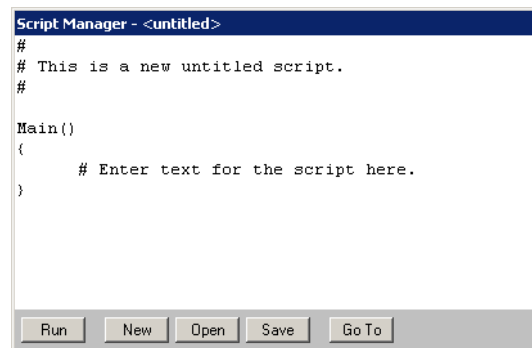 Script Manager - <untitled>
#
# This is a new untitled script.
#
Main()
{
# Enter text for the script here.
}
Run New Open Save Go To